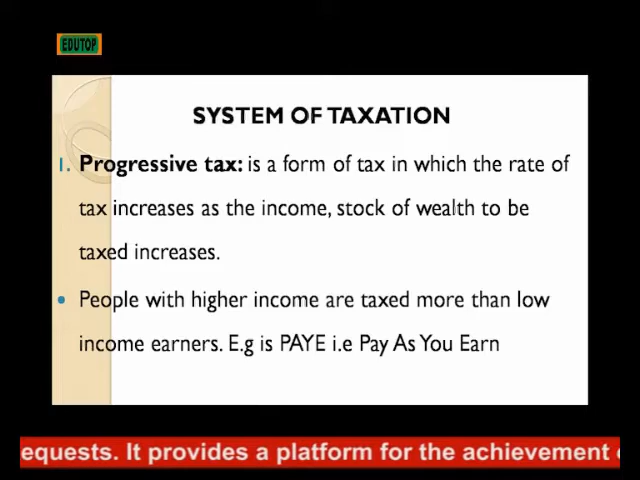 EDUTOP
SYSTEM OF TAXATION
1. Progressive tax: is a form of tax in which the rate of
tax increases as the income, stock of wealth to be
taxed increases.
• People with higher income are taxed more than low
income earners. E.g is PAYE i.e Pay As You Earn
equests. It provides a platform for the achievement